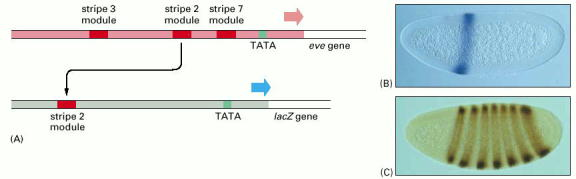 stripe 3 module
stripe 2 module
stripe 7 module
TATA
eve gene
stripe 2 module
TATA
lacZ gene
(A)
(B)
(C)